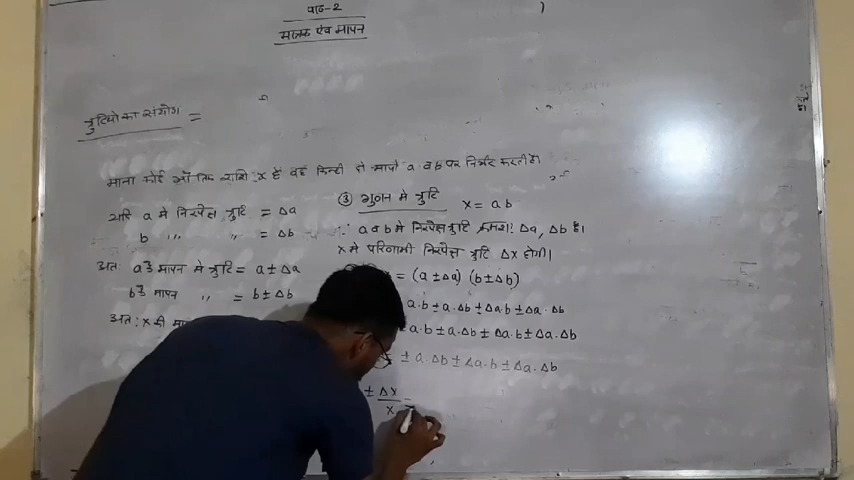 पाठ-2
मात्रक एंव मापन
त्रुटियो का संयोग =
माना कोई भौतिक राशि x है वह किन्ही दो मापो a व b पर निर्भर करती है।
यदि a मे निरपेक्ष त्रुटि = Δa
b ,, ,, = Δb
अतः a के मापन मे त्रुटि = a ± Δa
b के मापन ,, = b ± Δb
अतः x की
③ गुणन मे त्रुटि x = ab
∵ a व b मे निरपेक्ष त्रुटि क्रमशः Δa, Δb है।
x मे परिणामी निरपेक्ष त्रुटि Δx होगी।
= (a ± Δa) (b ± Δb)
a.b ± a.Δb ± Δa.b ± Δa.Δb
a.b ± a.Δb ± Δa.b ± Δa.Δb
± a.Δb ± Δa.b ± Δa.Δb
± Δx/x =